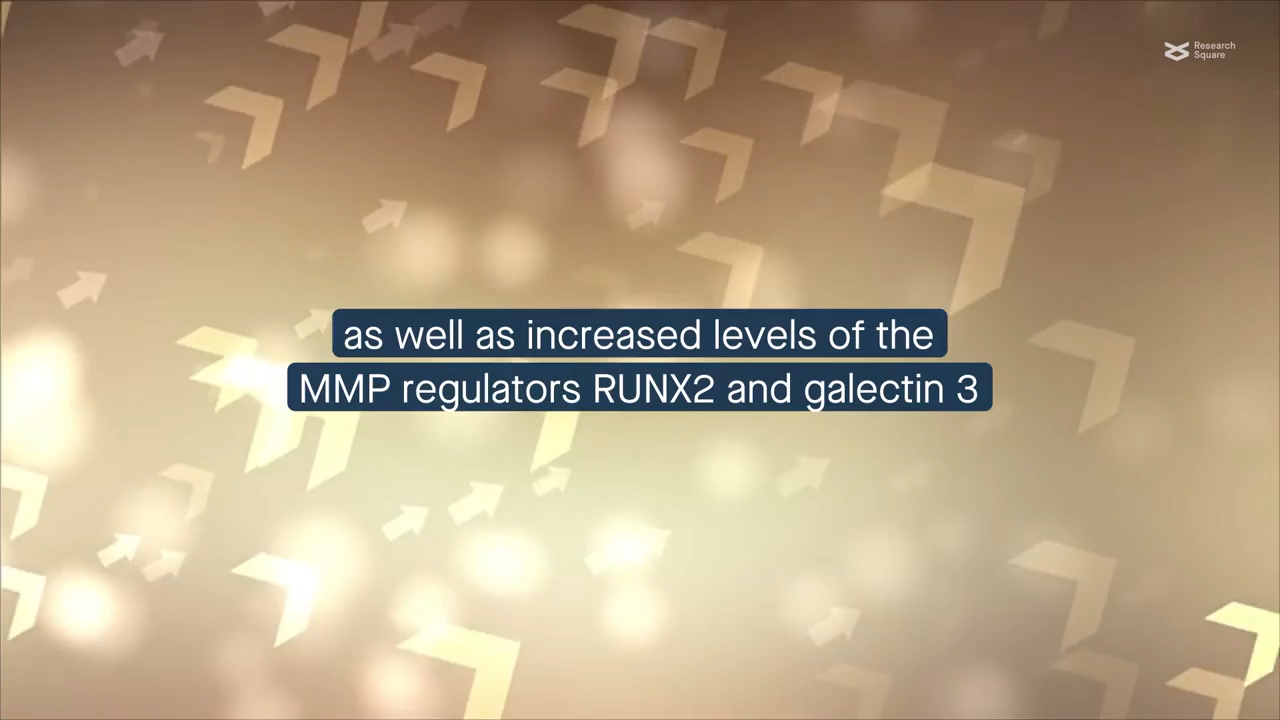 Research
Square
as well as increased levels of the
MMP regulators RUNX2 and galectin 3